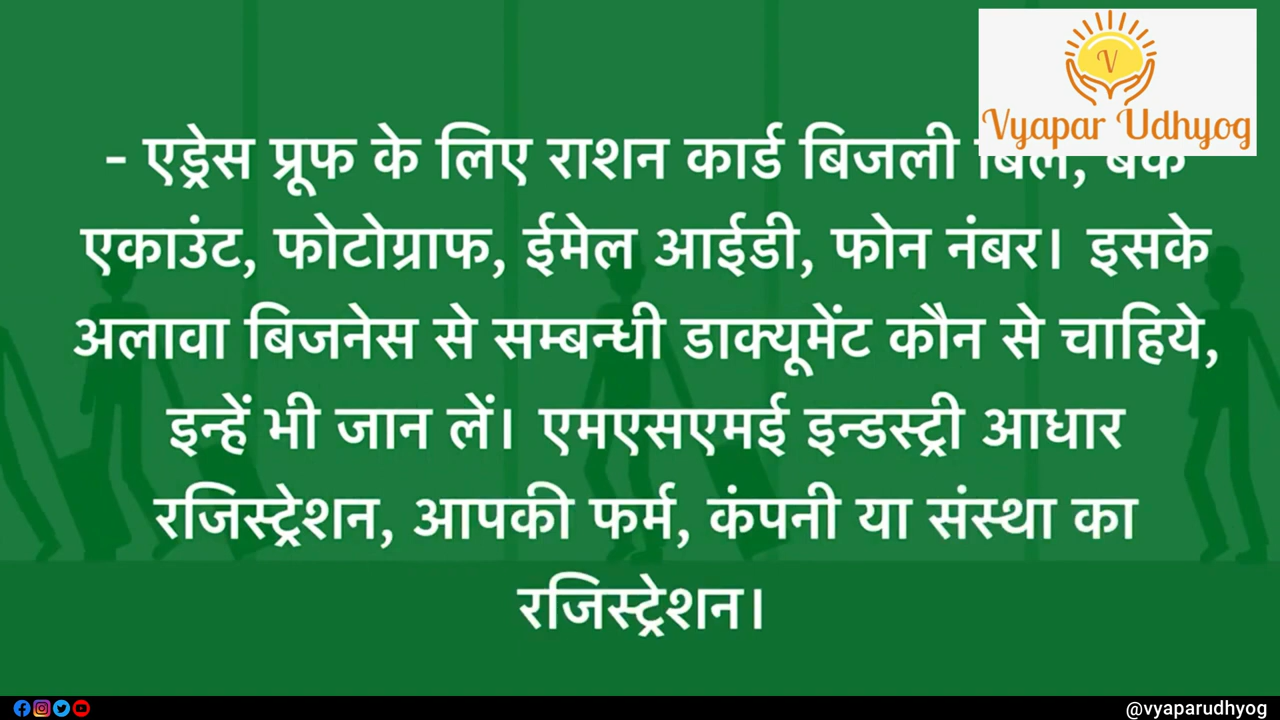 V
Vyapar Udhyog
- एड्रेस प्रूफ के लिए राशन कार्ड बिजली बिल, बैंक
एकाउंट, फोटोग्राफ, ईमेल आईडी, फोन नंबर। इसके
अलावा बिजनेस से सम्बन्धी डाक्यूमेंट कौन से चाहिये,
इन्हें भी जान लें। एमएसएमई इन्डस्ट्री आधार
रजिस्ट्रेशन, आपकी फर्म, कंपनी या संस्था का
रजिस्ट्रेशन।
@vyaparudhyog